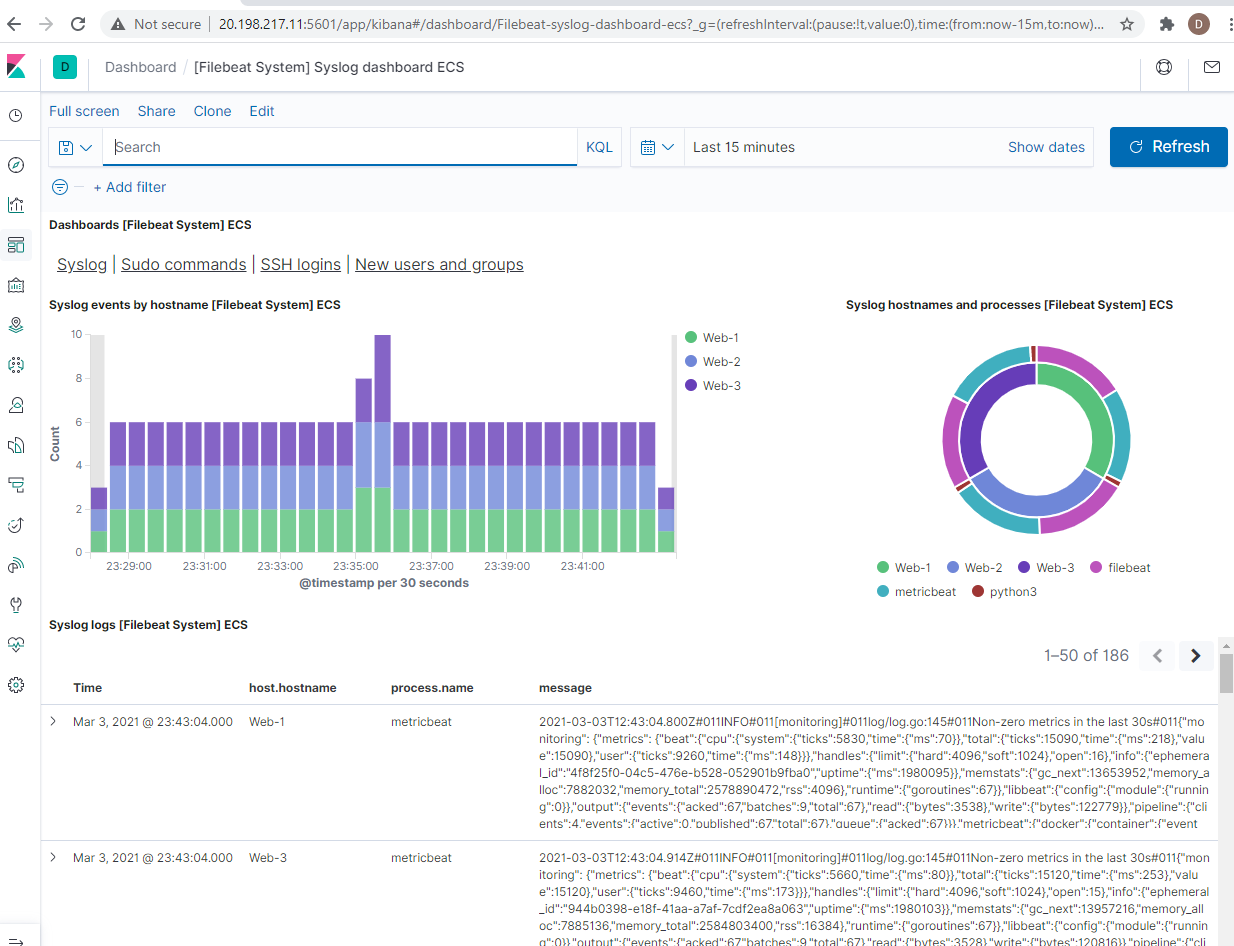 Not secure | 20.198.217.11:5601/app/kibana#/dashboard/Filebeat-syslog-dashboard-ecs?_g=(refreshInterval:(pause:!t,value:0),time:(from:now-15m,to:now)...
D
D
Dashboard / [Filebeat System] Syslog dashboard ECS
Full screen Share Clone Edit
Search KQL Last 15 minutes Show dates Refresh
+ Add filter
Dashboards [Filebeat System] ECS
Syslog | Sudo commands | SSH logins | New users and groups
Syslog events by hostname [Filebeat System] ECS
10
8
6
4
2
0
Count
23:29:00 23:31:00 23:33:00 23:35:00 23:37:00 23:39:00 23:41:00
@timestamp per 30 seconds
Web-1
Web-2
Web-3
Syslog hostnames and processes [Filebeat System] ECS
Web-1 Web-2 Web-3 filebeat
metricbeat python3
Syslog logs [Filebeat System] ECS
1–50 of 186
Time host.hostname process.name message
Mar 3, 2021 @ 23:43:04.000 Web-1 metricbeat 2021-03-03T12:43:04.800Z#011INFO#011[monitoring]#011log/log.go:145#011Non-zero metrics in the last 30s#011{"mo
nitoring": {"metrics": {"beat":{"cpu":{"system":{"ticks":5830,"time":{"ms":70}},"total":{"ticks":15090,"time":{"ms":218},"valu
e":15090},"user":{"ticks":9260,"time":{"ms":148}}},"handles":{"limit":{"hard":4096,"soft":1024},"open":16},"info":{"ephemer
al_id":"4f8f25f0-04c5-476e-b528-052901b9fba0","uptime":{"ms":1980095}},"memstats":{"gc_next":13653952,"memory_a
lloc":7882032,"memory_total":2578890472,"rss":4096},"runtime":{"goroutines":67}},"libbeat":{"config":{"module":{"runnin
g":0}},"output":{"events":{"acked":67,"batches":9,"total":67},"read":{"bytes":3538},"write":{"bytes":122779}},"pipeline":{"cli
ents":4,"events":{"active":0,"published":67,"total":67},"queue":{"acked":67}}},"metricbeat":{"docker":{"container":{"event
Mar 3, 2021 @ 23:43:04.000 Web-3 metricbeat 2021-03-03T12:43:04.914Z#011INFO#011[monitoring]#011log/log.go:145#011Non-zero metrics in the last 30s#011{"mo
nitoring": {"metrics": {"beat":{"cpu":{"system":{"ticks":5660,"time":{"ms":80}},"total":{"ticks":15120,"time":{"ms":253},"valu
e":15120},"user":{"ticks":9460,"time":{"ms":173}}},"handles":{"limit":{"hard":4096,"soft":1024},"open":15},"info":{"ephemeral
_id":"944b0398-e18f-41aa-a7af-7cdf2ea8a063","uptime":{"ms":1980103}},"memstats":{"gc_next":13957216,"memory_all
oc":7885136,"memory_total":2584803400,"rss":16384},"runtime":{"goroutines":67}},"libbeat":{"config":{"module":{"runnin
g":0}},"output":{"events":{"acked":67,"batches":9,"total":67},"read":{"bytes":3528},"write":{"bytes":120816}},"pipeline":{"cli